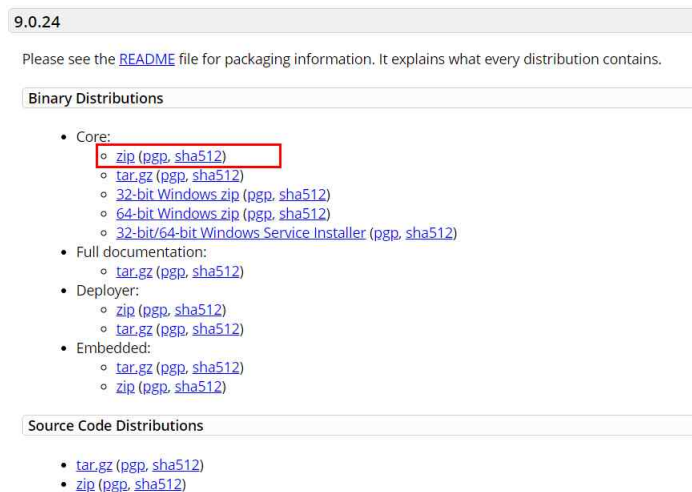 9.0.24
Please see the README file for packaging information. It explains what every distribution contains.
Binary Distributions
• Core:
◦ zip (pgp, sha512)
◦ tar.gz (pgp, sha512)
◦ 32-bit Windows zip (pgp, sha512)
◦ 64-bit Windows zip (pgp, sha512)
◦ 32-bit/64-bit Windows Service Installer (pgp, sha512)
• Full documentation:
◦ tar.gz (pgp, sha512)
• Deployer:
◦ zip (pgp, sha512)
◦ tar.gz (pgp, sha512)
• Embedded:
◦ tar.gz (pgp, sha512)
◦ zip (pgp, sha512)
Source Code Distributions
• tar.gz (pgp, sha512)
• zip (pgp, sha512)